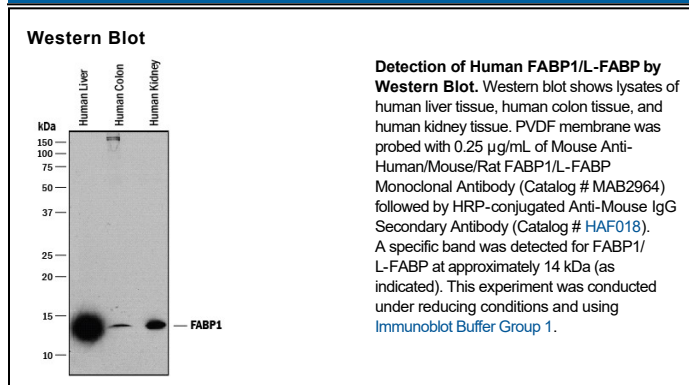 Western Blot
Human Liver
Human Colon
Human Kidney
kDa
150
100
75
50
37
25
20
15
10
FABP1
Detection of Human FABP1/L-FABP by
Western Blot. Western blot shows lysates of
human liver tissue, human colon tissue, and
human kidney tissue. PVDF membrane was
probed with 0.25 µg/mL of Mouse Anti-
Human/Mouse/Rat FABP1/L-FABP
Monoclonal Antibody (Catalog # MAB2964)
followed by HRP-conjugated Anti-Mouse IgG
Secondary Antibody (Catalog # HAF018).
A specific band was detected for FABP1/
L-FABP at approximately 14 kDa (as
indicated). This experiment was conducted
under reducing conditions and using
Immunoblot Buffer Group 1.